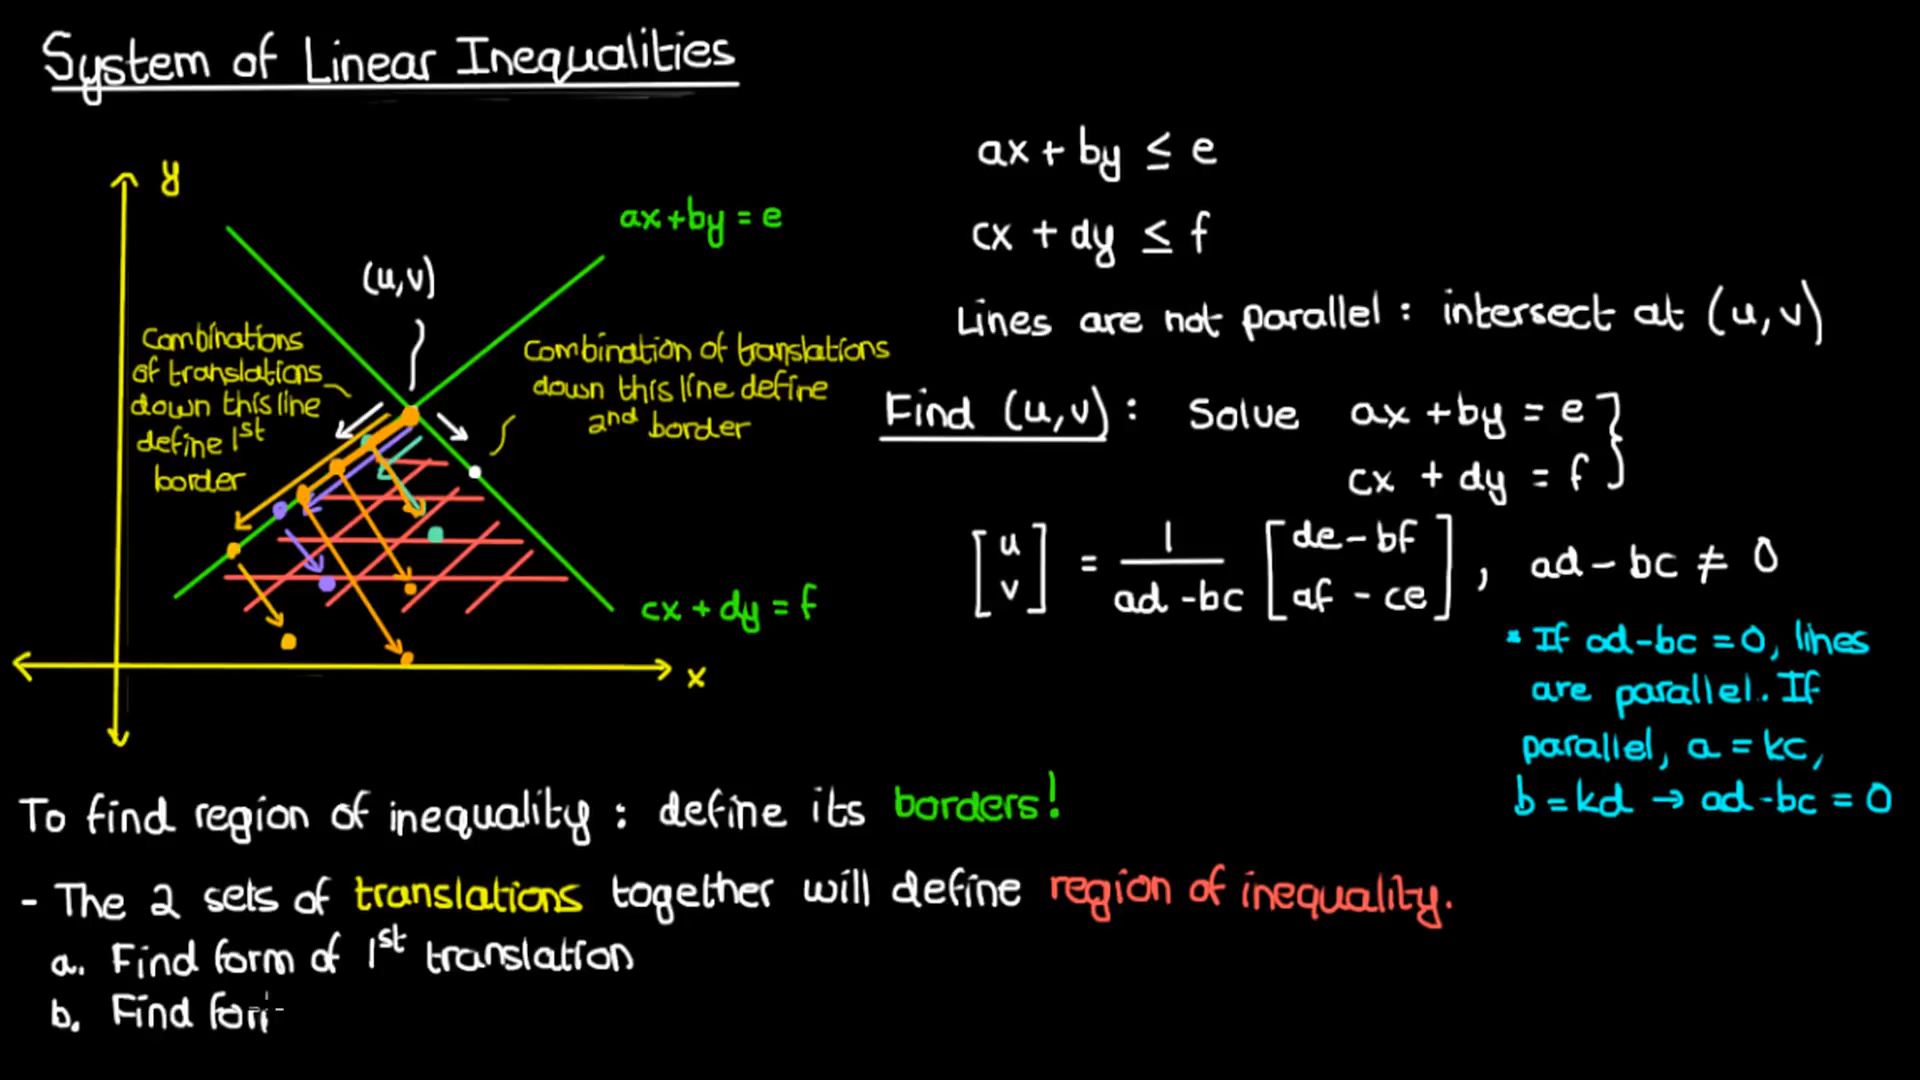 System of Linear Inequalities
y
ax+by = e
(u,v)
Combinations
of translations
down this line
define 1st
border
Combination of translations
down this line define
2nd border
cx + dy = f
x
ax + by ≤ e
cx + dy ≤ f
Lines are not parallel: intersect at (u,v)
Find (u,v): Solve ax + by = e
cx + dy = f }
[u v] = 1/(ad - bc) [de - bf af - ce], ad - bc ≠ 0
* If ad-bc = 0, lines
are parallel. If
parallel, a = kc,
b = kd → ad-bc = 0
To find region of inequality: define its borders!
- The 2 sets of translations together will define region of inequality.
a. Find form of 1st translation
b. Find for